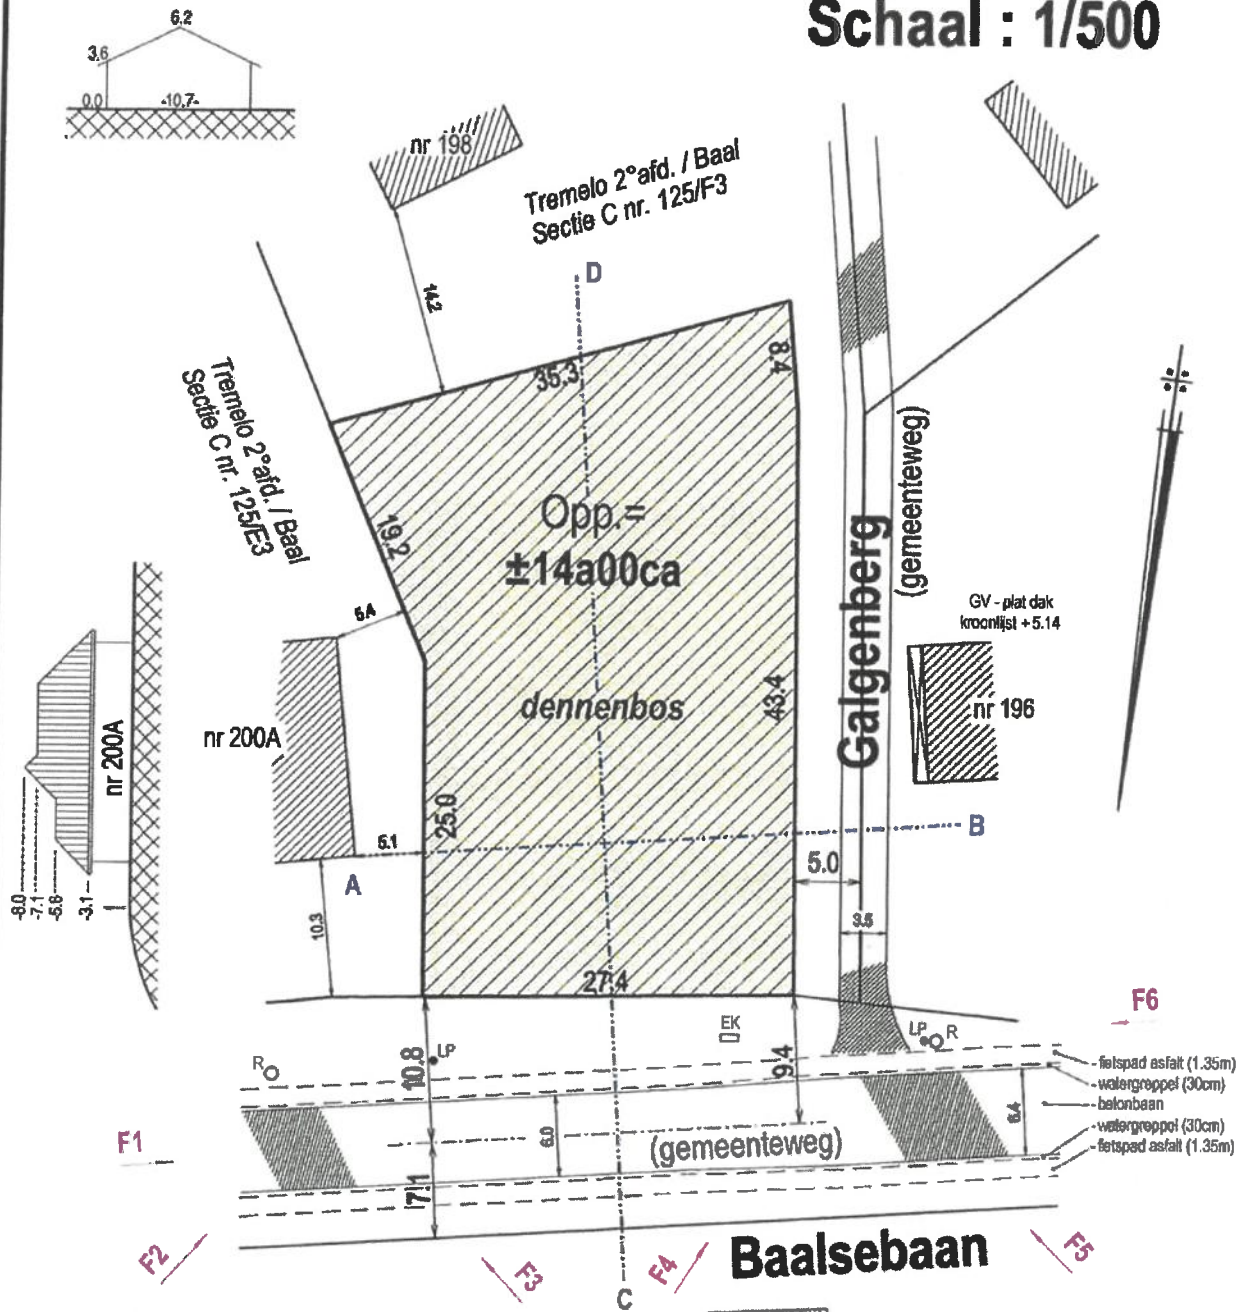 Schaal : 1/500
6.2
3.6
0.0
-10.7-
nr 198
Tremelo 2°afd. / Baal
Sectie C nr. 125/F3
D
14.2
35.3
8.4
Tremelo 2°afd. / Baal
Sectie C nr. 125/E3
19.2
Opp.=
±14a00ca
Galgenberg
(gemeenteweg)
GV - plat dak
kroonlijst +5.14
5.4
dennenbos
43.4
nr 196
nr 200A
nr 200A
25.0
5.1
A
B
5.0
-8.0
-7.1
-5.6
-3.1
10.3
3.5
27.4
F6
EK
LP
R
R
LP
10.8
9.4
fietspad asfalt (1.35m)
watergreppel (30cm)
betonbaan
watergreppel (30cm)
fietspad asfalt (1.35m)
6.0
6.4
F1
(gemeenteweg)
7.1
Baalsebaan
F2
F3
F4
F5
C